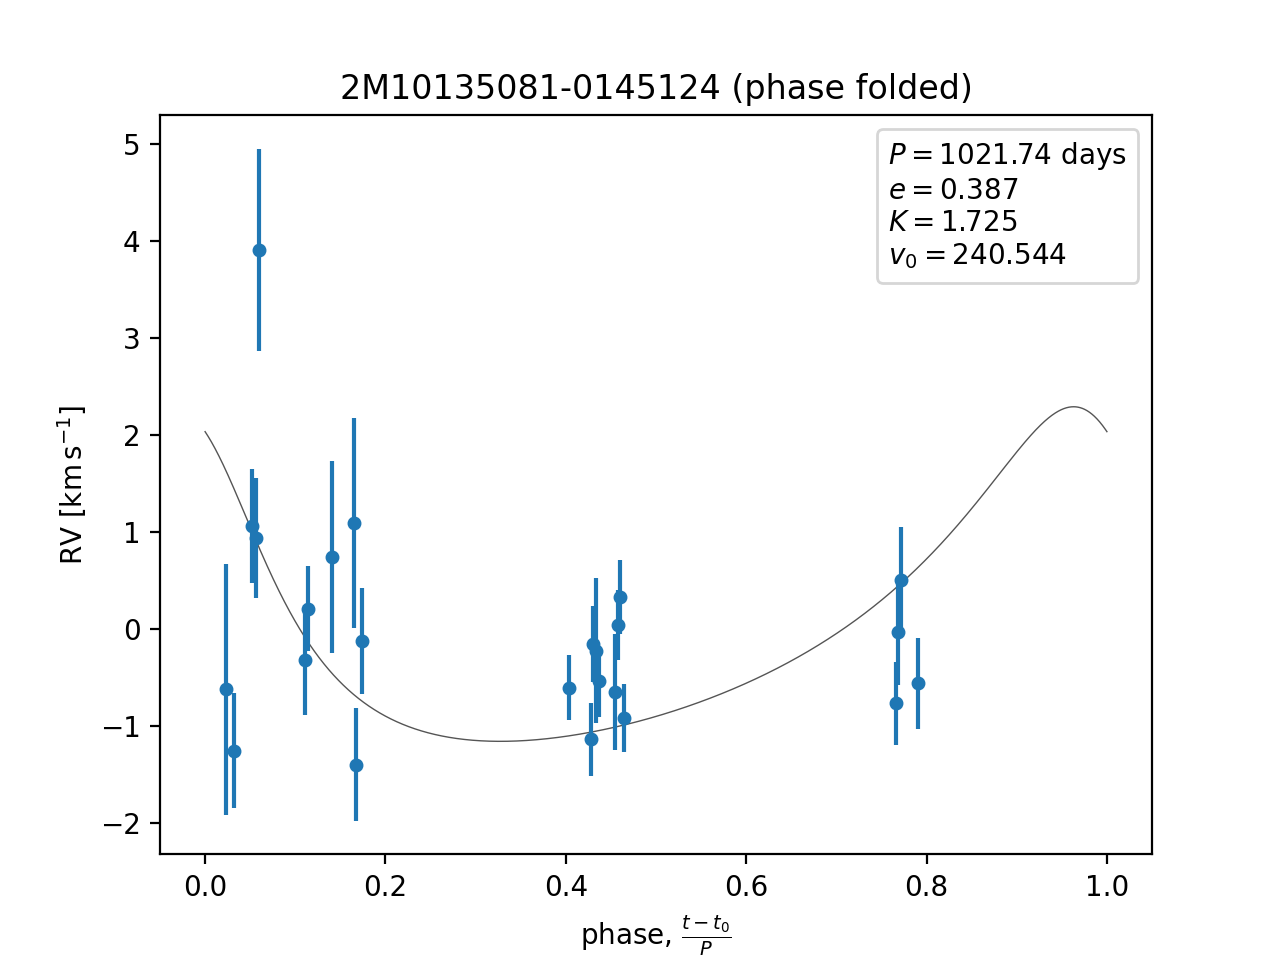 2M10135081-0145124 (phase folded)
P = 1021.74 days
e = 0.387
K = 1.725
v₀ = 240.544
RV [km s⁻¹]
5
4
3
2
1
0
−1
−2
0.0 0.2 0.4 0.6 0.8 1.0
phase, (t − t₀)/P